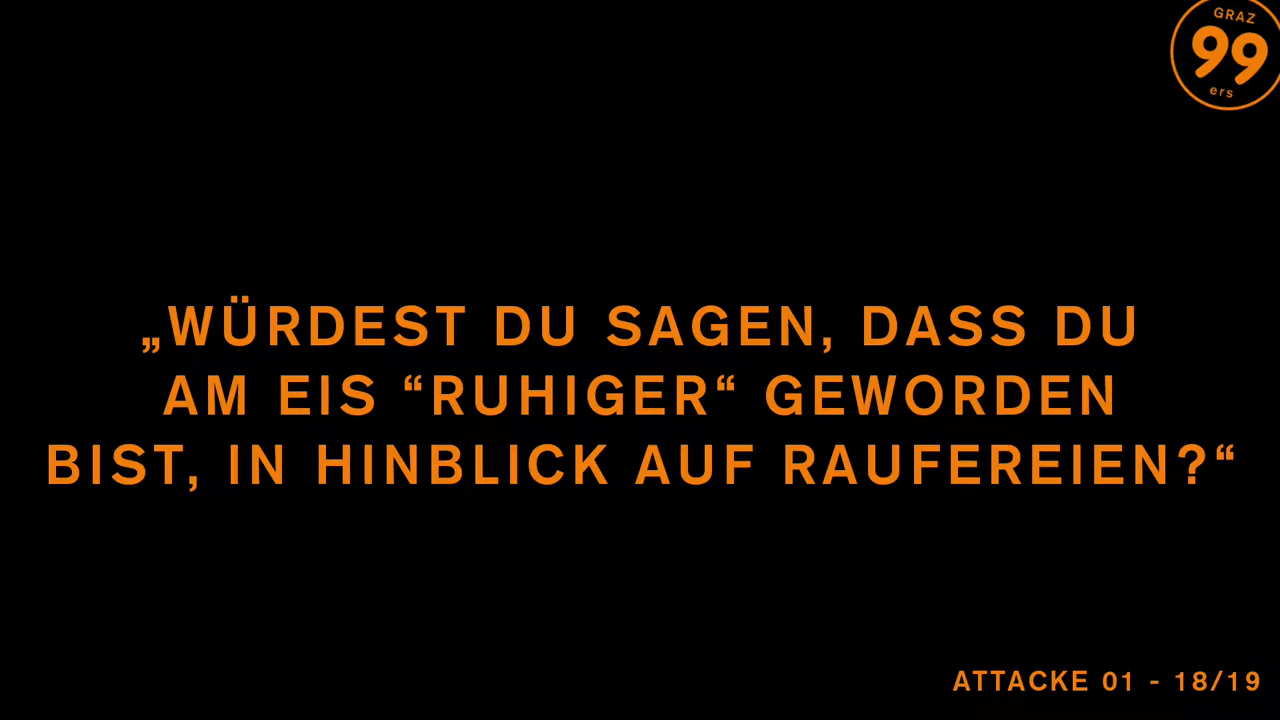 GRAZ
99
ers
„WÜRDEST DU SAGEN, DASS DU
AM EIS “RUHIGER“ GEWORDEN
BIST, IN HINBLICK AUF RAUFEREIEN?“
ATTACKE 01 - 18/19